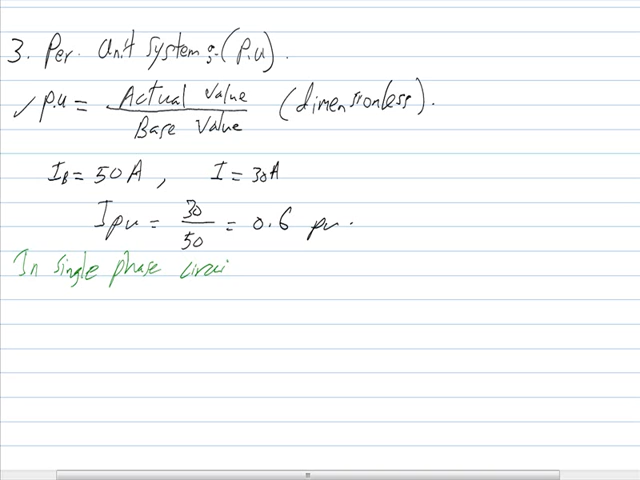 3. Per. Unit System :- (P.U).
✓ p.u = Actual Value / Base Value (dimensionless).
I_B = 50 A , I = 30 A
I pu = 30 / 50 = 0.6 pu.
In single phase circui